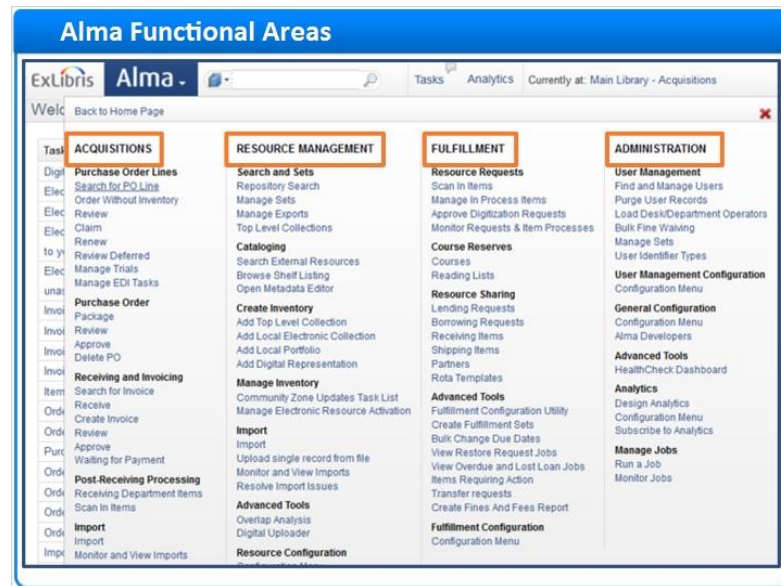 Alma Functional Areas
ExLibris Alma Tasks Analytics Currently at: Main Library - Acquisitions
Back to Home Page
ACQUISITIONS
Purchase Order Lines
Search for PO Line
Order Without Inventory
Review
Claim
Renew
Review Deferred
Manage Trials
Manage EDI Tasks
Purchase Order
Package
Review
Approve
Delete PO
Receiving and Invoicing
Search for Invoice
Receive
Create Invoice
Review
Approve
Waiting for Payment
Post-Receiving Processing
Receiving Department Items
Scan In Items
Import
Import
Monitor and View Imports
RESOURCE MANAGEMENT
Search and Sets
Repository Search
Manage Sets
Manage Exports
Top Level Collections
Cataloging
Search External Resources
Browse Shelf Listing
Open Metadata Editor
Create Inventory
Add Top Level Collection
Add Local Electronic Collection
Add Local Portfolio
Add Digital Representation
Manage Inventory
Community Zone Updates Task List
Manage Electronic Resource Activation
Import
Import
Upload single record from file
Monitor and View Imports
Resolve Import Issues
Advanced Tools
Overlap Analysis
Digital Uploader
Resource Configuration
FULFILLMENT
Resource Requests
Scan In Items
Manage In Process Items
Approve Digitization Requests
Monitor Requests & Item Processes
Course Reserves
Courses
Reading Lists
Resource Sharing
Lending Requests
Borrowing Requests
Receiving Items
Shipping Items
Partners
Rota Templates
Advanced Tools
Fulfillment Configuration Utility
Create Fulfillment Sets
Bulk Change Due Dates
View Restore Request Jobs
View Overdue and Lost Loan Jobs
Items Requiring Action
Transfer requests
Create Fines And Fees Report
Fulfillment Configuration
Configuration Menu
ADMINISTRATION
User Management
Find and Manage Users
Purge User Records
Load Desk/Department Operators
Bulk Fine Waiving
Manage Sets
User Identifier Types
User Management Configuration
Configuration Menu
General Configuration
Configuration Menu
Alma Developers
Advanced Tools
HealthCheck Dashboard
Analytics
Design Analytics
Configuration Menu
Subscribe to Analytics
Manage Jobs
Run a Job
Monitor Jobs